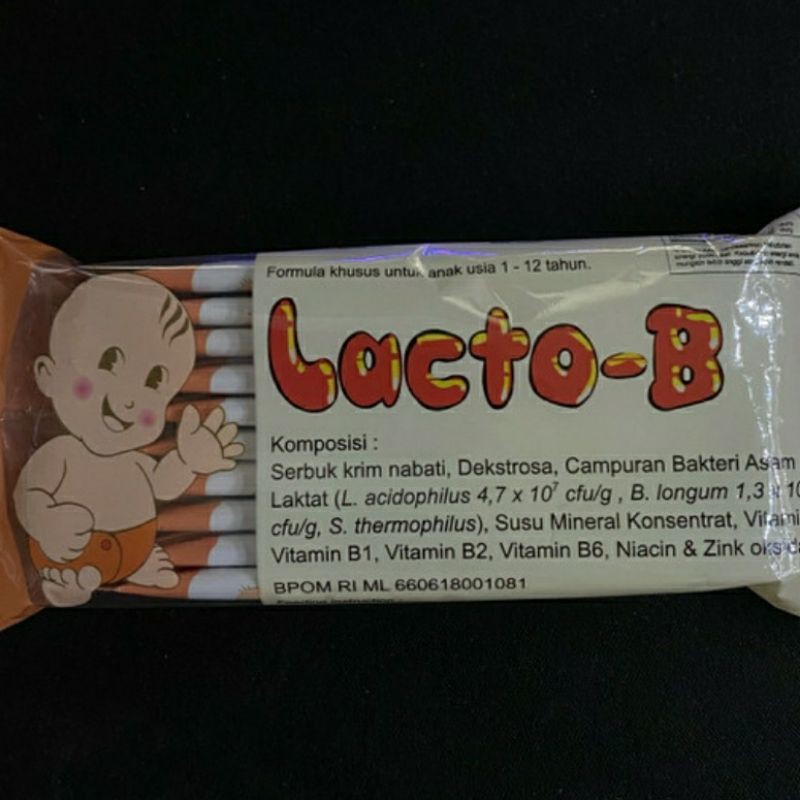 Formula khusus untuk anak usia 1 - 12 tahun.
Lacto-B
Komposisi :
Serbuk krim nabati, Dekstrosa, Campuran Bakteri Asam
Laktat (L. acidophilus 4,7 x 10⁷ cfu/g , B. longum 1,3 x 10
cfu/g, S. thermophilus), Susu Mineral Konsentrat,
Vitamin B1, Vitamin B2, Vitamin B6, Niacin & Zink
BPOM RI ML 660618001081